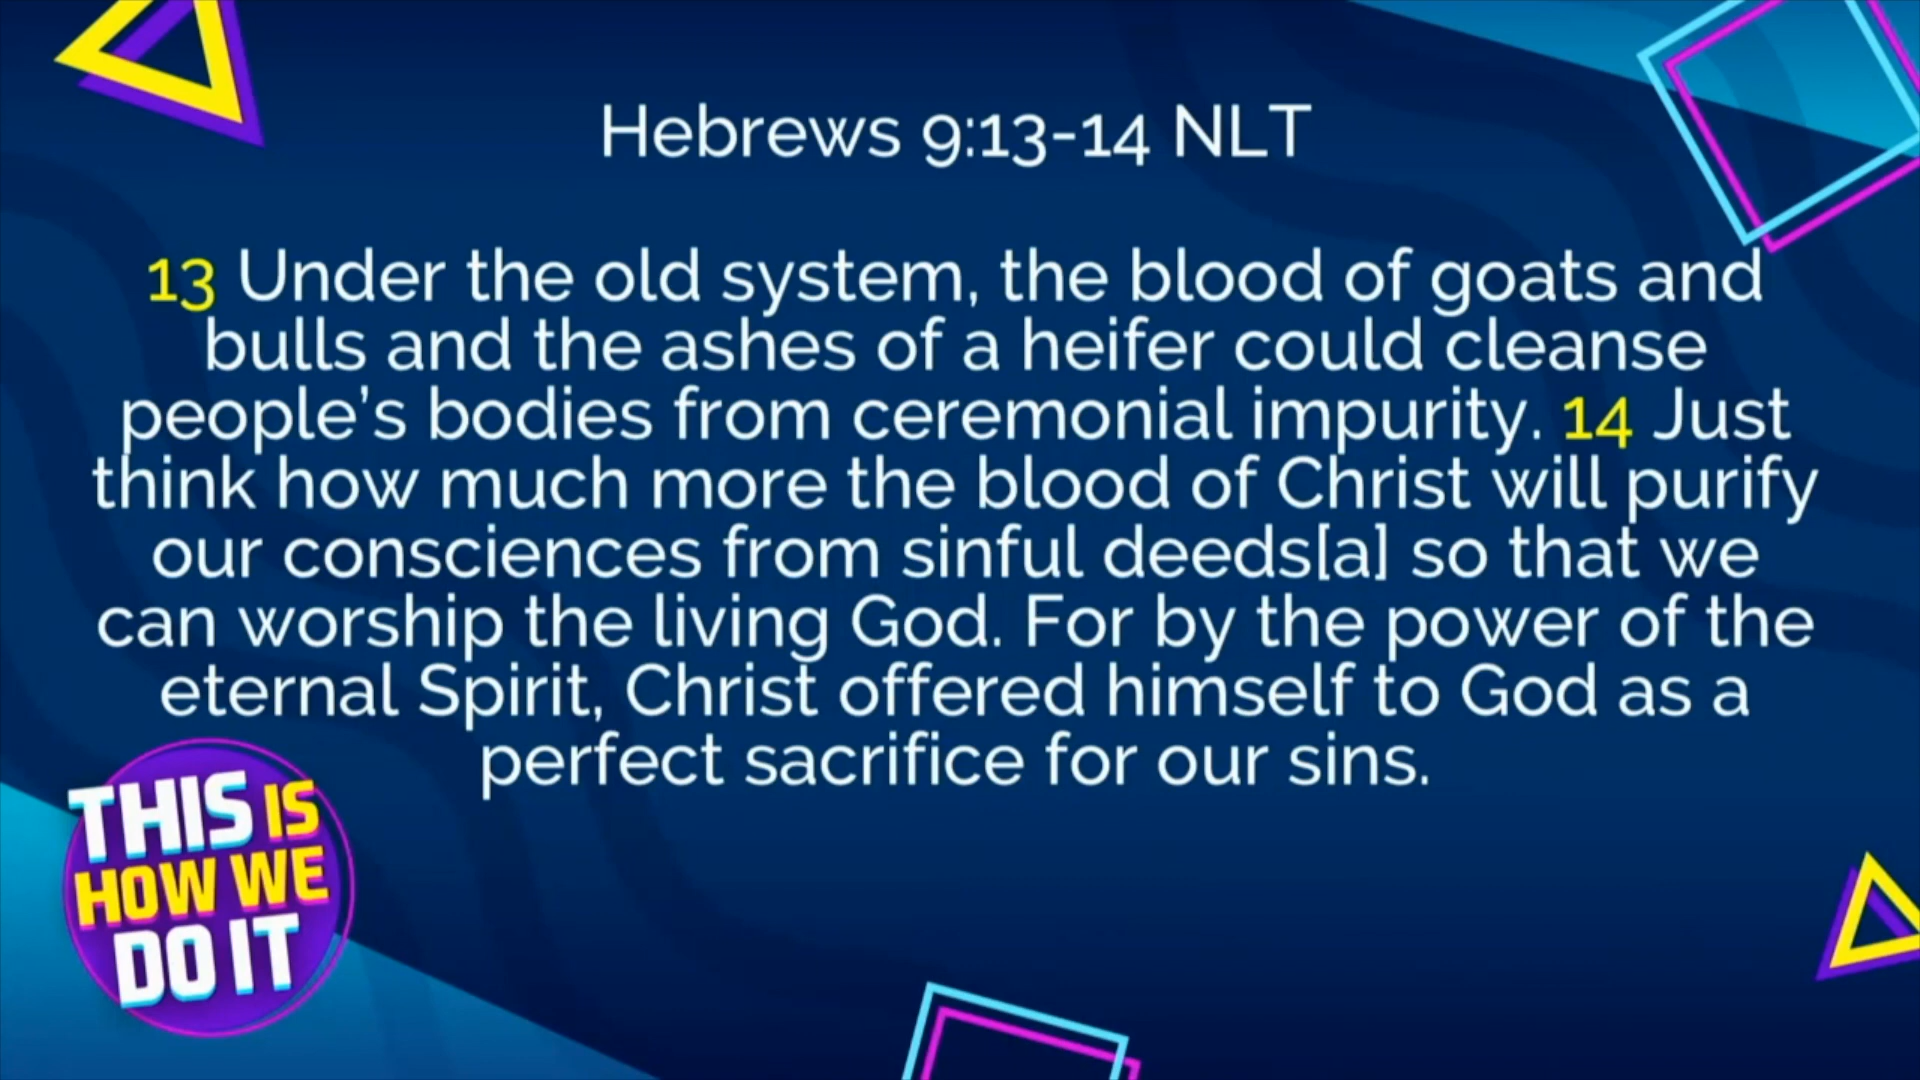 Hebrews 9:13-14 NLT
13 Under the old system, the blood of goats and
bulls and the ashes of a heifer could cleanse
people’s bodies from ceremonial impurity. 14 Just
think how much more the blood of Christ will purify
our consciences from sinful deeds[a] so that we
can worship the living God. For by the power of the
eternal Spirit, Christ offered himself to God as a
perfect sacrifice for our sins.
THIS IS
HOW WE
DO IT